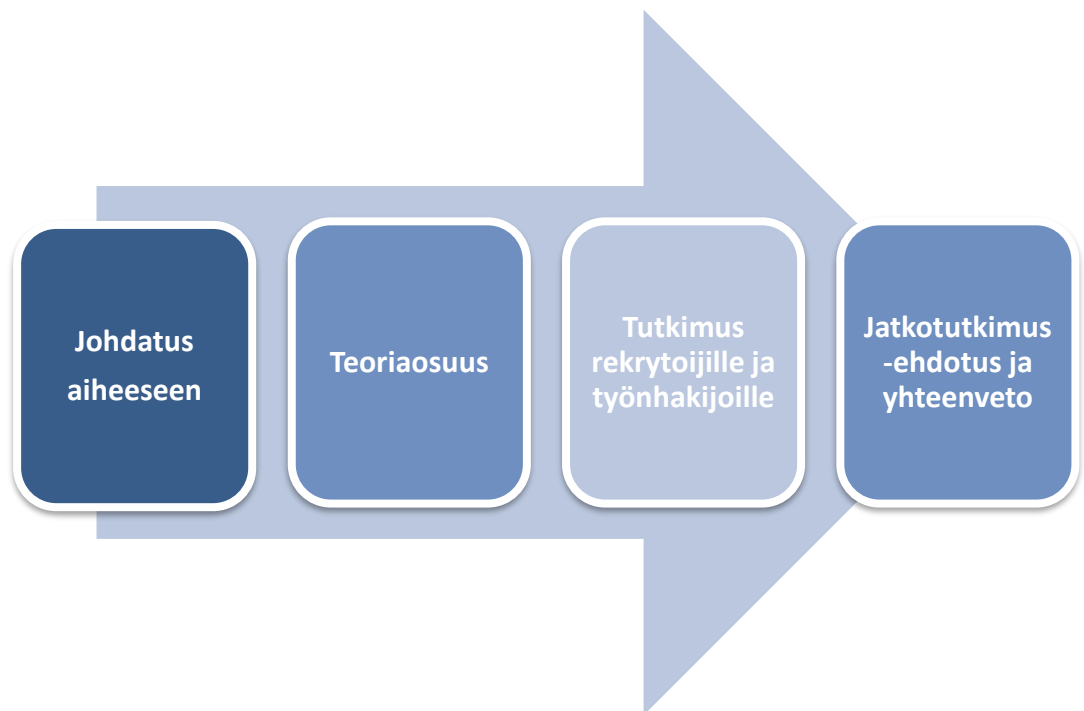 Johdatus
aiheeseen
Teoriaosuus
Tutkimus
rekrytoijille ja
työnhakijoille
Jatkotutkimus
-ehdotus ja
yhteenveto